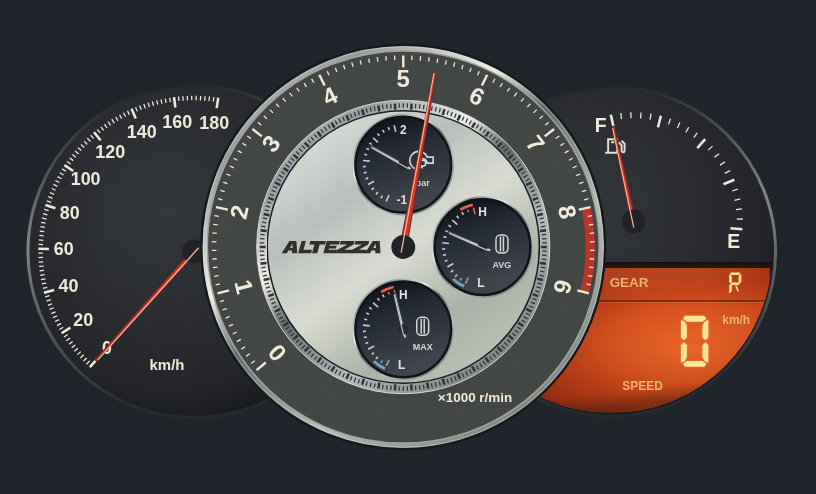 0
20
40
60
80
100
120
140
160
180
km/h
0
1
2
3
4
5
6
7
8
9
×1000 r/min
ALTEZZA
2
bar
-1
H
AVG
L
H
MAX
L
F
E
GEAR
R
0
km/h
SPEED